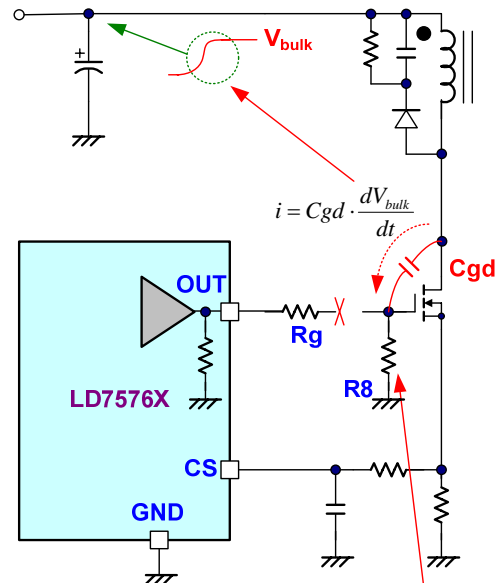 +
Vbulk
i = Cgd · dVbulk/dt
Cgd
OUT
Rg
R8
LD7576X
CS
GND